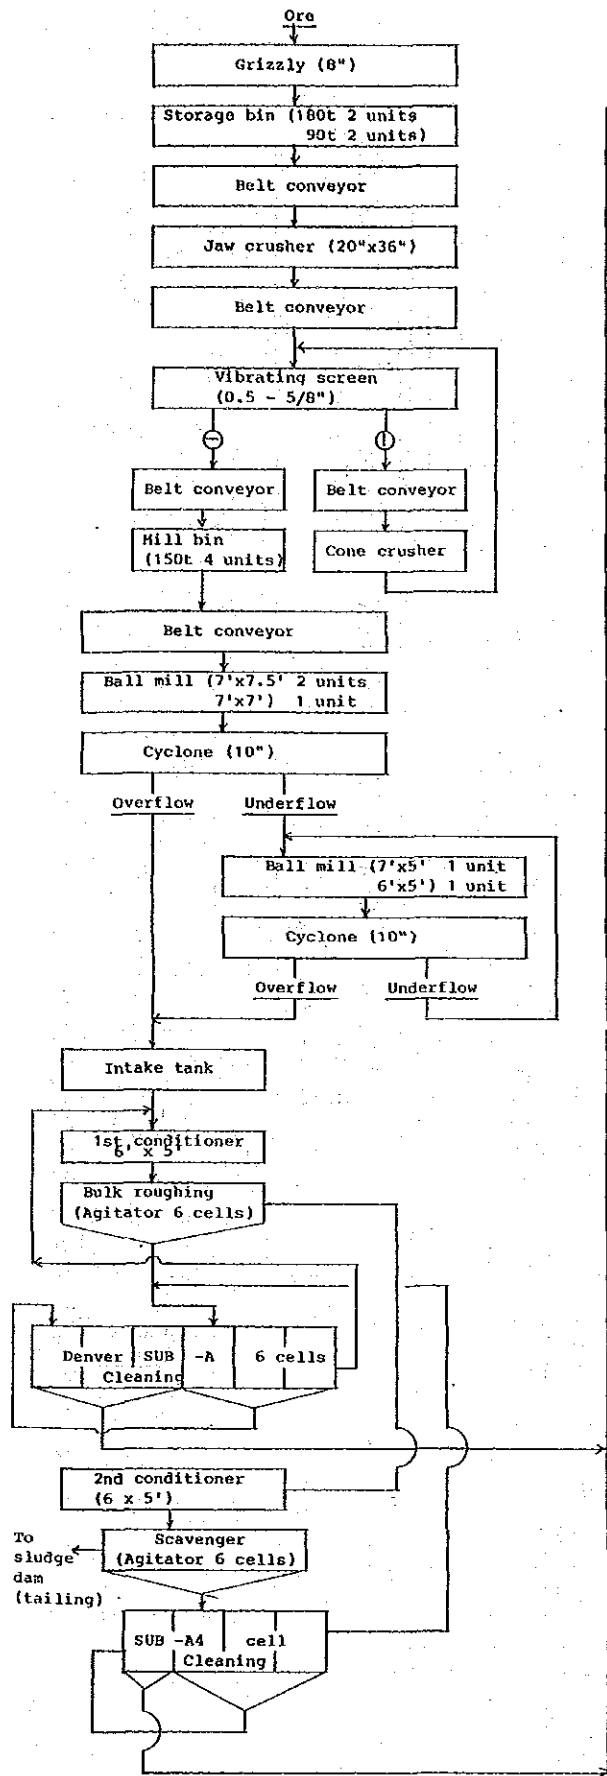 Ore
Grizzly (8")
Storage bin (180t 2 units
90t 2 units)
Belt conveyor
Jaw crusher (20"x36")
Belt conveyor
Vibrating screen
(0.5 - 5/8")
Belt conveyor
Belt conveyor
Mill bin
(150t 4 units)
Cone crusher
Belt conveyor
Ball mill (7'x7.5' 2 units
7'x7') 1 unit
Cyclone (10")
Overflow
Underflow
Ball mill (7'x5' 1 unit
6'x5') 1 unit
Cyclone (10")
Overflow
Underflow
Intake tank
1st conditioner
6' x 5'
Bulk roughing
(Agitator 6 cells)
Denver SUB -A 6 cells
Cleaning
2nd conditioner
(6 x 5')
To
sludge
dam
(tailing)
Scavenger
(Agitator 6 cells)
SUB -A4 cell
Cleaning